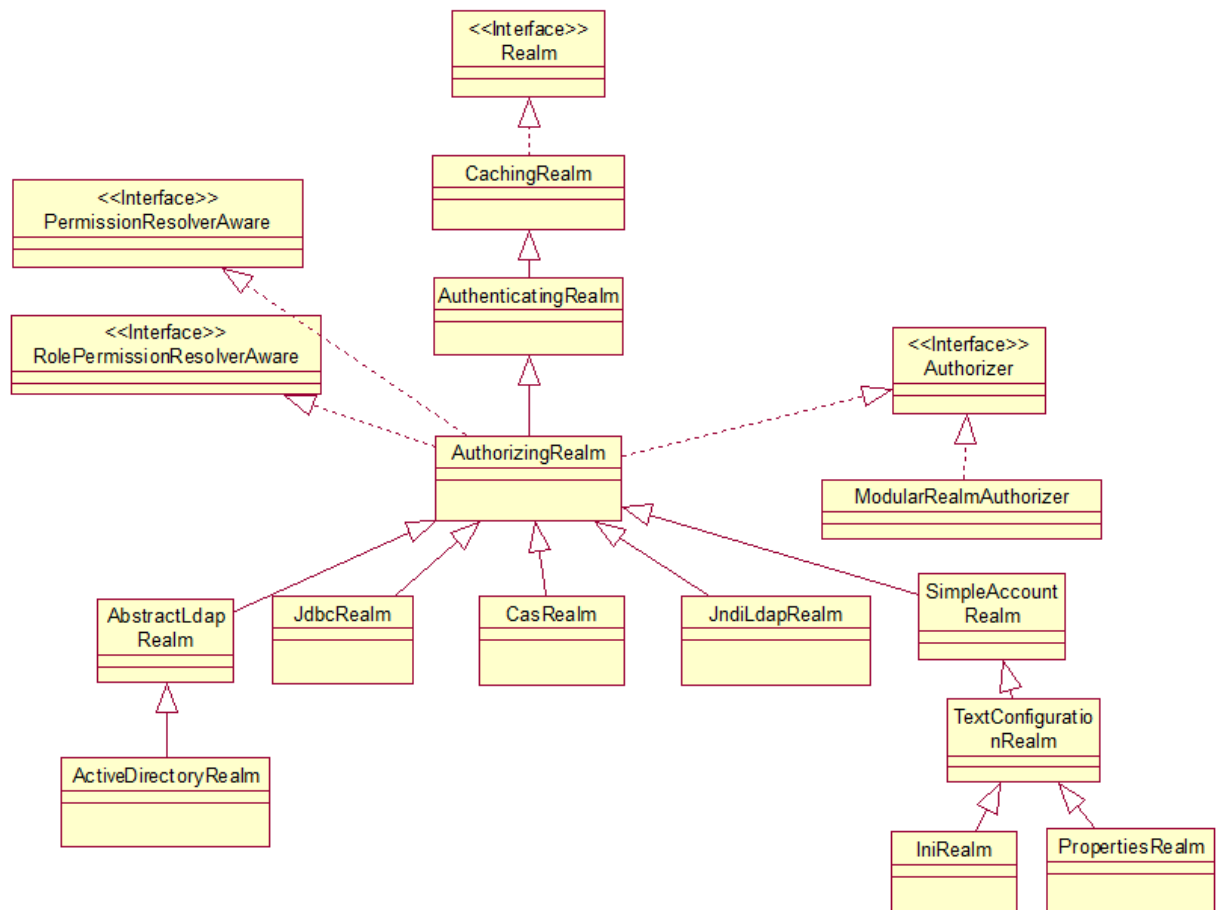 <<Interface>>
Realm
CachingRealm
<<Interface>>
PermissionResolverAware
AuthenticatingRealm
<<Interface>>
RolePermissionResolverAware
<<Interface>>
Authorizer
AuthorizingRealm
ModularRealmAuthorizer
AbstractLdap
Realm
JdbcRealm
CasRealm
JndiLdapRealm
SimpleAccount
Realm
TextConfiguratio
nRealm
ActiveDirectoryRealm
IniRealm
PropertiesRealm